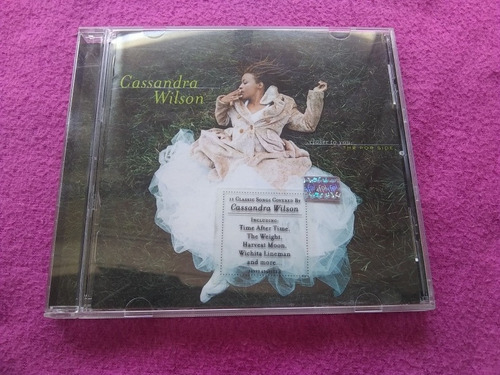 Cassandra
Wilson
closer to you
THE POP SIDE
11 CLASSIC SONGS COVERED BY
Cassandra Wilson
INCLUDING
Time After Time,
The Weight,
Harvest Moon,
Wichita Lineman
and more